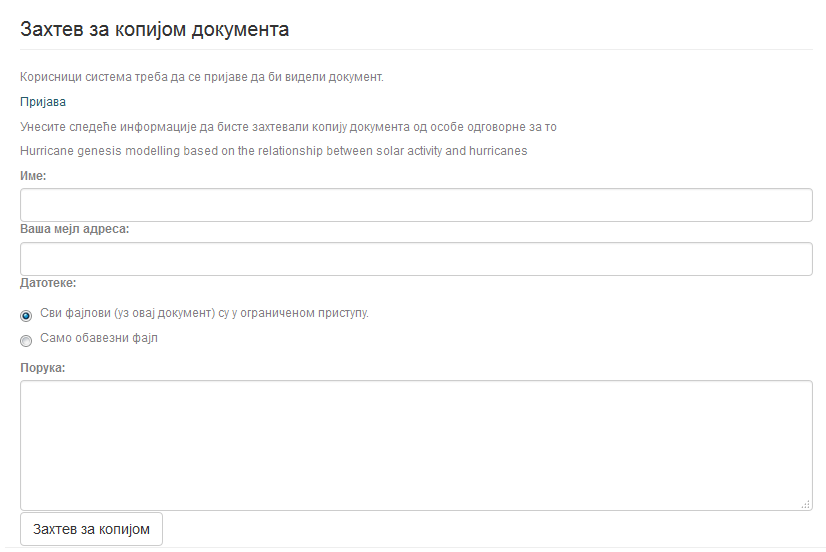 Захтев за копијом документа
Корисници система треба да се пријаве да би видели документ.
Пријава
Унесите следеће информације да бисте захтевали копију документа од особе одговорне за то
Hurricane genesis modelling based on the relationship between solar activity and hurricanes
Име:
Ваша мејл адреса:
Датотеке:
Сви фајлови (уз овај документ) су у ограниченом приступу.
Само обавезни фајл
Порука:
Захтев за копијом